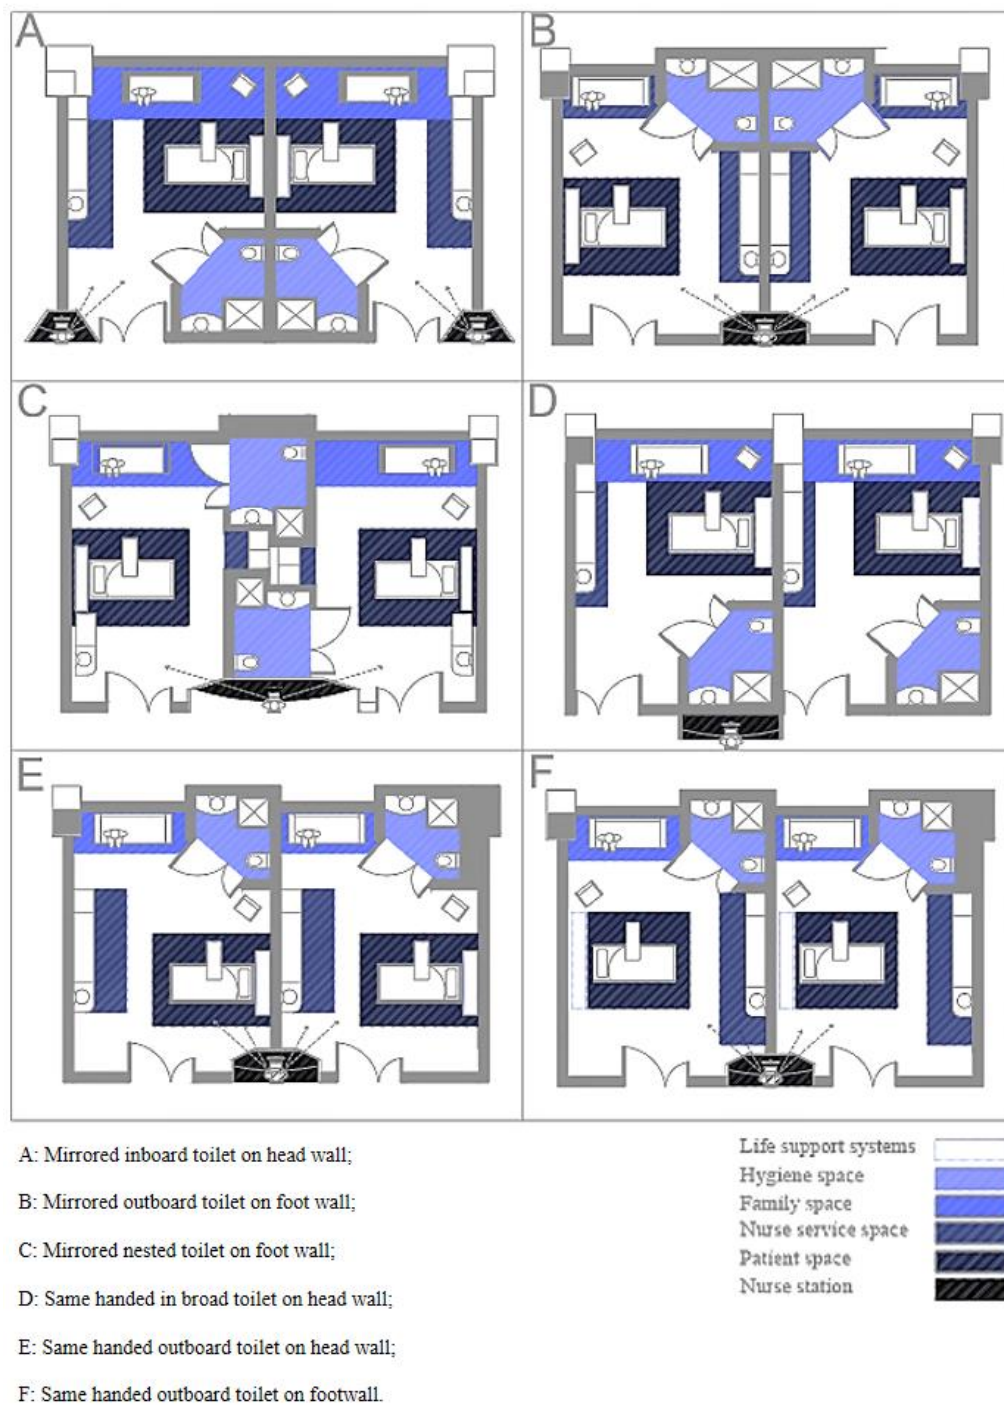 A
B
C
D
E
F
A: Mirrored inboard toilet on head wall;
B: Mirrored outboard toilet on foot wall;
C: Mirrored nested toilet on foot wall;
D: Same handed in broad toilet on head wall;
E: Same handed outboard toilet on head wall;
F: Same handed outboard toilet on footwall.
Life support systems
Hygiene space
Family space
Nurse service space
Patient space
Nurse station